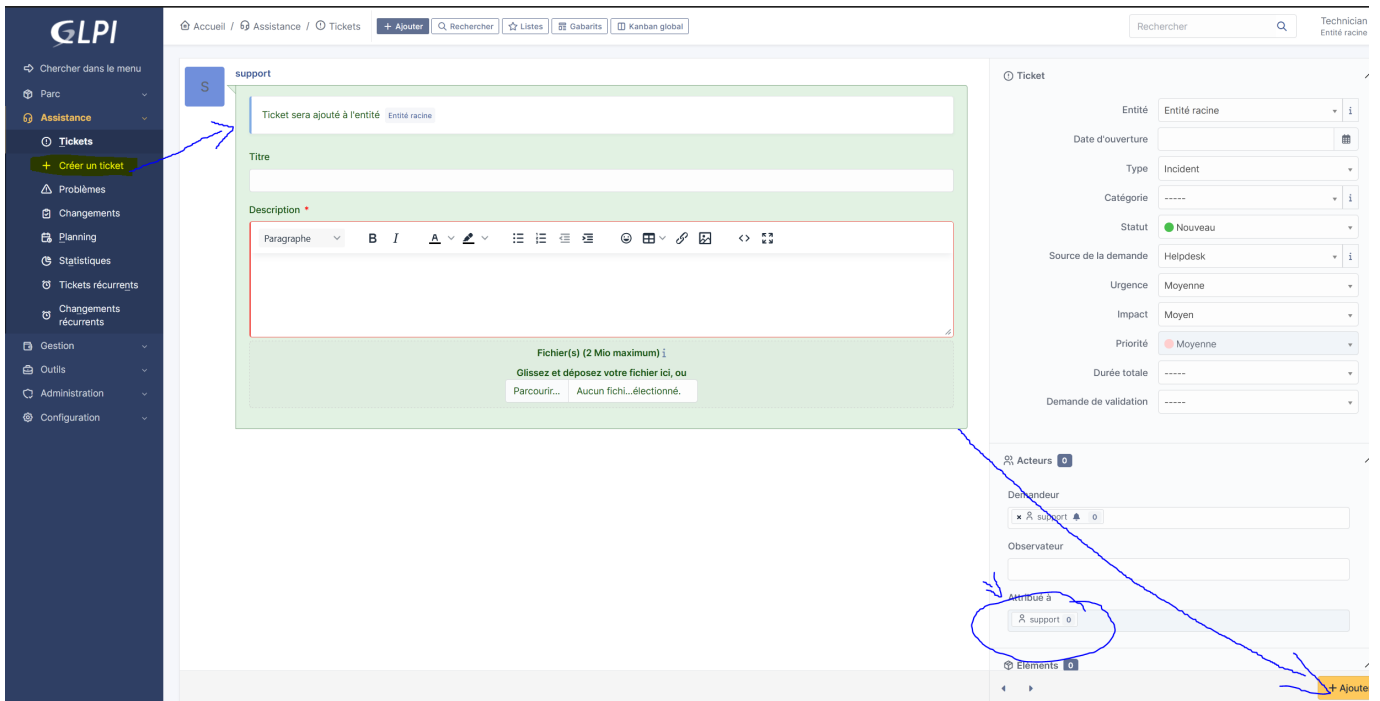 GLPI
Accueil / Assistance / Tickets + Ajouter Rechercher Listes Gabarits Kanban global
Rechercher
Technician
Entité racine
Chercher dans le menu
Parc
Assistance
Tickets
+ Créer un ticket
Problèmes
Changements
Planning
Statistiques
Tickets récurrents
Changements
récurrents
Gestion
Outils
Administration
Configuration
S
support
Ticket sera ajouté à l'entité Entité racine
Titre
Description *
Paragraphe B I A
Fichier(s) (2 Mio maximum) i
Glissez et déposez votre fichier ici, ou
Parcourir... Aucun fichi...électionné.
Ticket
Entité Entité racine i
Date d'ouverture
Type Incident
Catégorie ----- i
Statut Nouveau
Source de la demande Helpdesk i
Urgence Moyenne
Impact Moyen
Priorité Moyenne
Durée totale -----
Demande de validation -----
Acteurs 0
Demandeur
× support 0
Observateur
Attribué à
support 0
Éléments 0
+ Ajoute